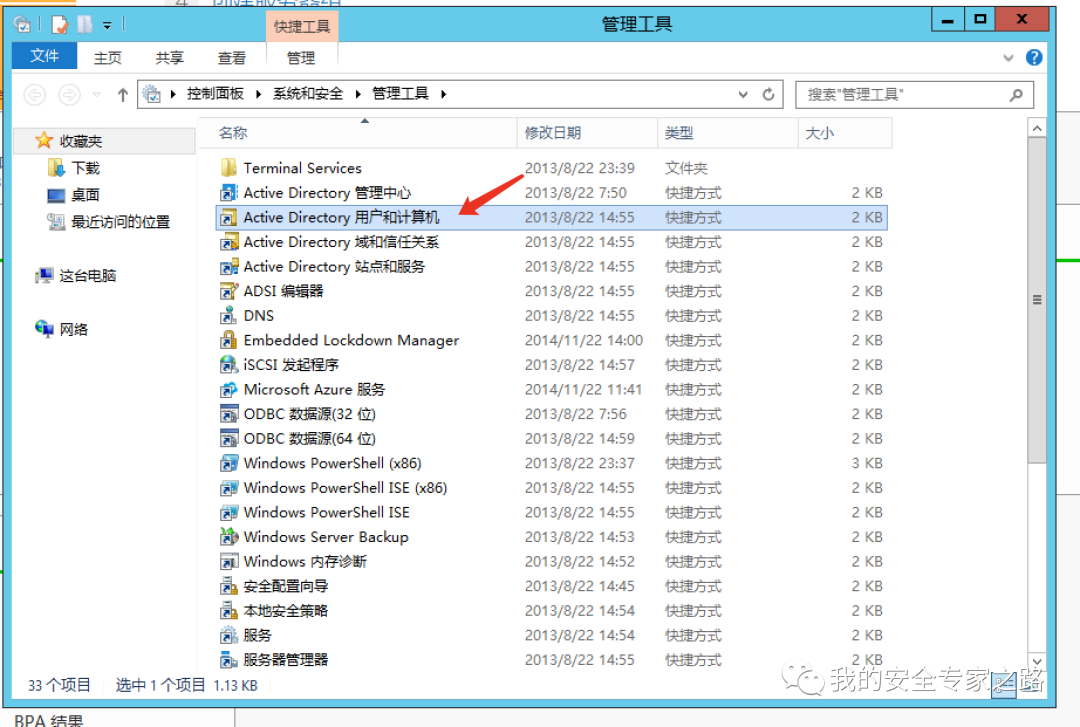 快捷工具
管理工具
文件 主页 共享 查看 管理
控制面板 系统和安全 管理工具 搜索"管理工具"
名称 修改日期 类型 大小
收藏夹
下载
桌面
最近访问的位置
这台电脑
网络
Terminal Services 2013/8/22 23:39 文件夹
Active Directory 管理中心 2013/8/22 7:50 快捷方式 2 KB
Active Directory 用户和计算机 2013/8/22 14:55 快捷方式 2 KB
Active Directory 域和信任关系 2013/8/22 14:55 快捷方式 2 KB
Active Directory 站点和服务 2013/8/22 14:55 快捷方式 2 KB
ADSI 编辑器 2013/8/22 14:55 快捷方式 2 KB
DNS 2013/8/22 14:55 快捷方式 2 KB
Embedded Lockdown Manager 2014/11/22 14:00 快捷方式 2 KB
iSCSI 发起程序 2013/8/22 14:57 快捷方式 2 KB
Microsoft Azure 服务 2014/11/22 11:41 快捷方式 2 KB
ODBC 数据源(32 位) 2013/8/22 7:56 快捷方式 2 KB
ODBC 数据源(64 位) 2013/8/22 14:59 快捷方式 2 KB
Windows PowerShell (x86) 2013/8/22 23:37 快捷方式 3 KB
Windows PowerShell ISE (x86) 2013/8/22 14:55 快捷方式 2 KB
Windows PowerShell ISE 2013/8/22 14:55 快捷方式 2 KB
Windows Server Backup 2013/8/22 14:53 快捷方式 2 KB
Windows 内存诊断 2013/8/22 14:52 快捷方式 2 KB
安全配置向导 2013/8/22 14:45 快捷方式 2 KB
本地安全策略 2013/8/22 14:54 快捷方式 2 KB
服务 2013/8/22 14:54 快捷方式 2 KB
服务器管理器 2013/8/22 14:55 快捷方式 2 KB
33 个项目 选中 1 个项目 1.13 KB
我的安全专家之路
BPA 结果